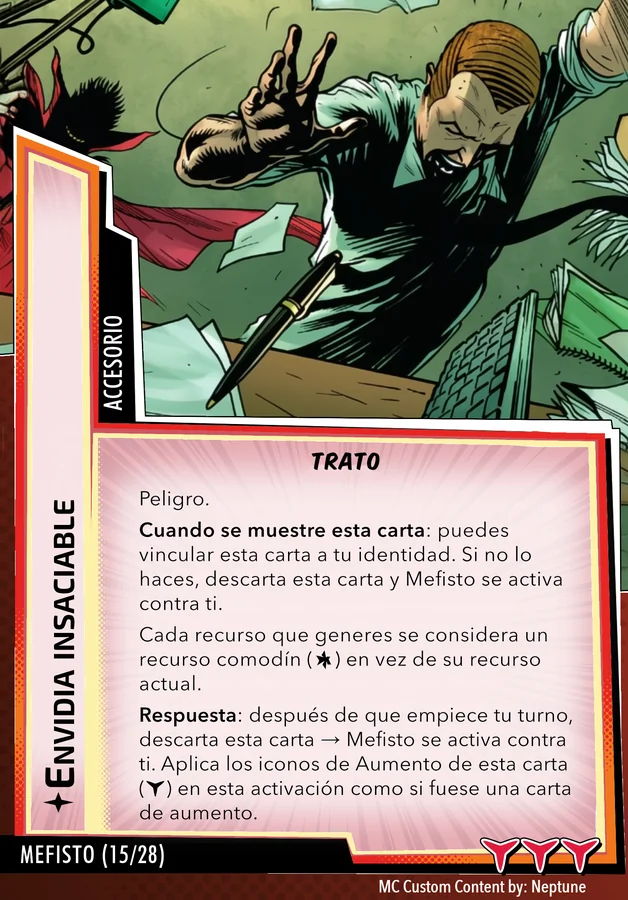 ACCESORIO
ENVIDIA INSACIABLE
TRATO
Peligro.
Cuando se muestre esta carta: puedes
vincular esta carta a tu identidad. Si no lo
haces, descarta esta carta y Mefisto se activa
contra ti.
Cada recurso que generes se considera un
recurso comodín () en vez de su recurso
actual.
Respuesta: después de que empiece tu turno,
descarta esta carta → Mefisto se activa contra
ti. Aplica los iconos de Aumento de esta carta
() en esta activación como si fuese una carta
de aumento.
MEFISTO (15/28)
MC Custom Content by: Neptune